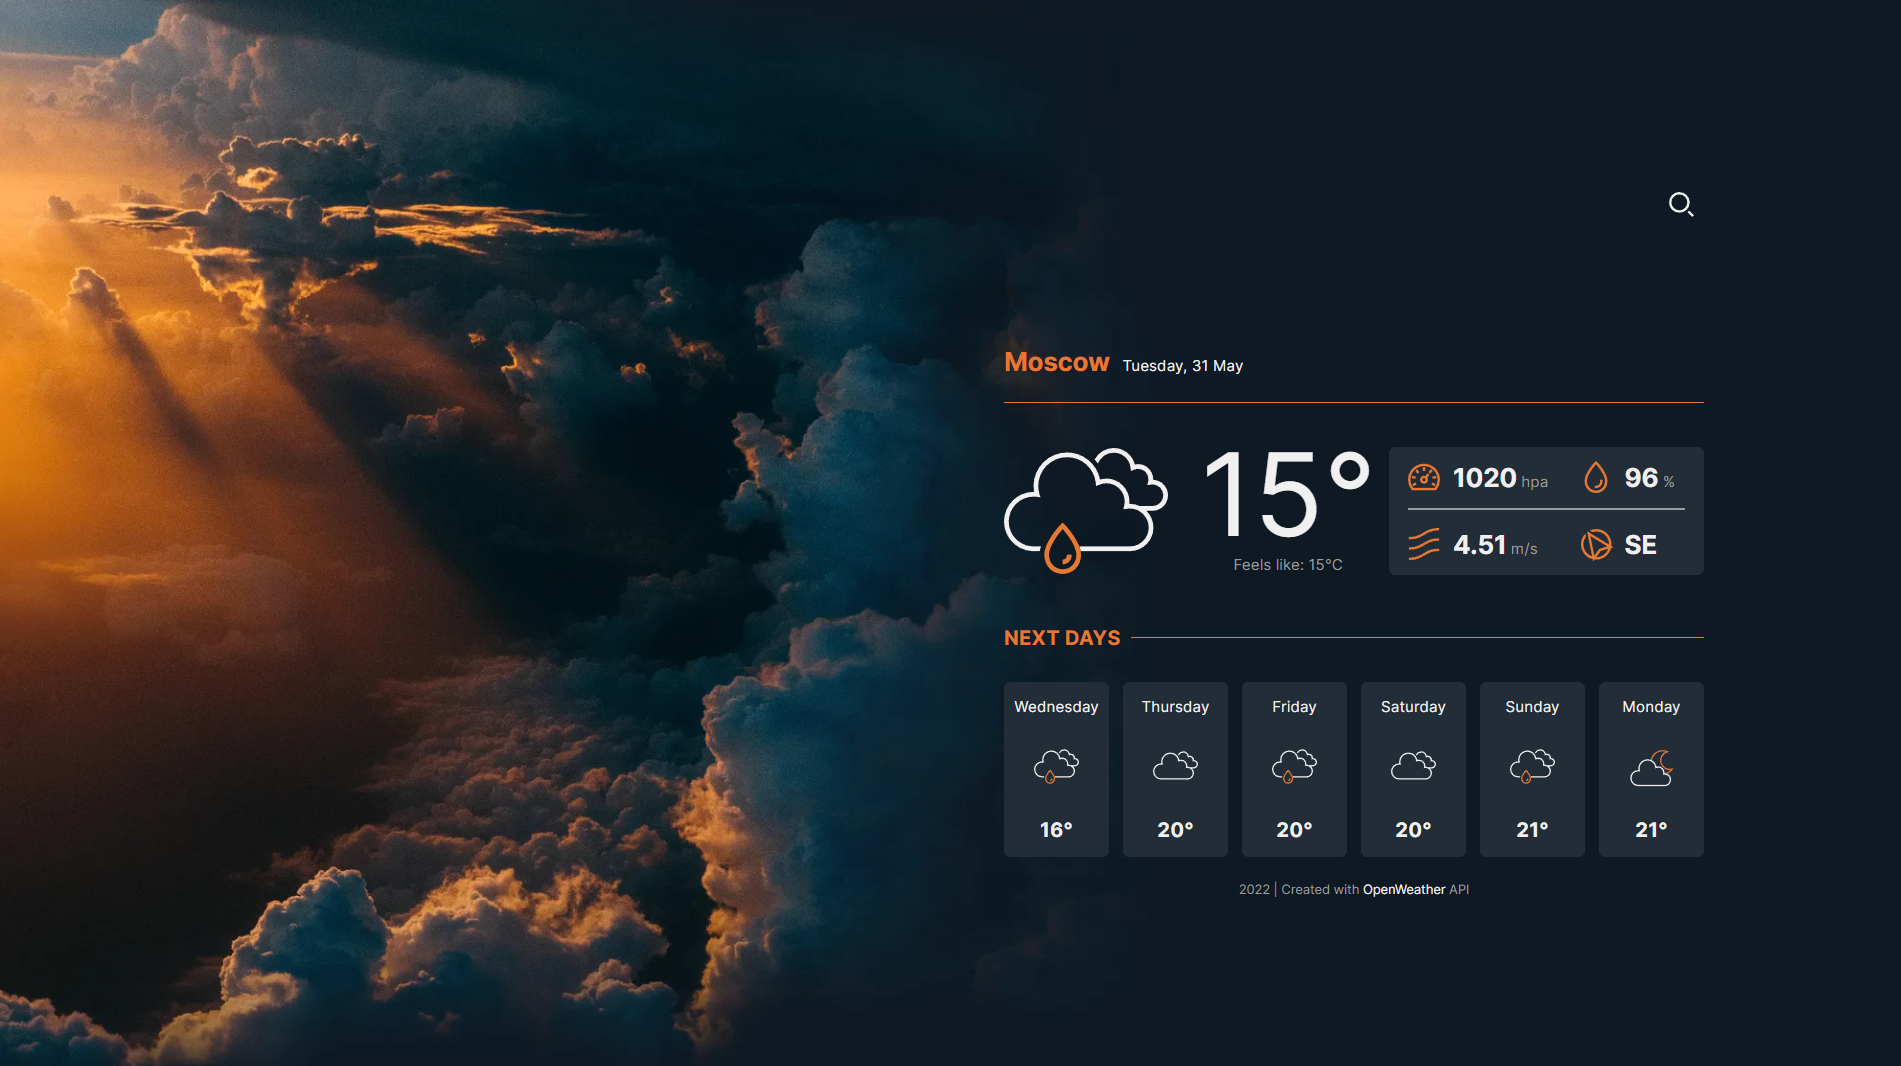 Moscow Tuesday, 31 May
15°
Feels like: 15°C
1020 hpa 96 %
4.51 m/s SE
NEXT DAYS
Wednesday Thursday Friday Saturday Sunday Monday
16° 20° 20° 20° 21° 21°
2022 | Created with OpenWeather API